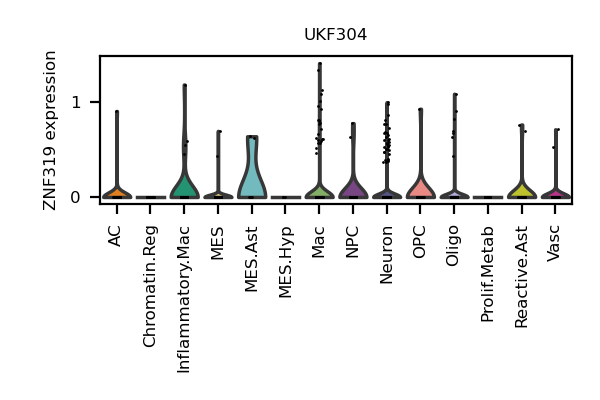 UKF304
ZNF319 expression
1
0
AC
Chromatin.Reg
Inflammatory.Mac
MES
MES.Ast
MES.Hyp
Mac
NPC
Neuron
OPC
Oligo
Prolif.Metab
Reactive.Ast
Vasc